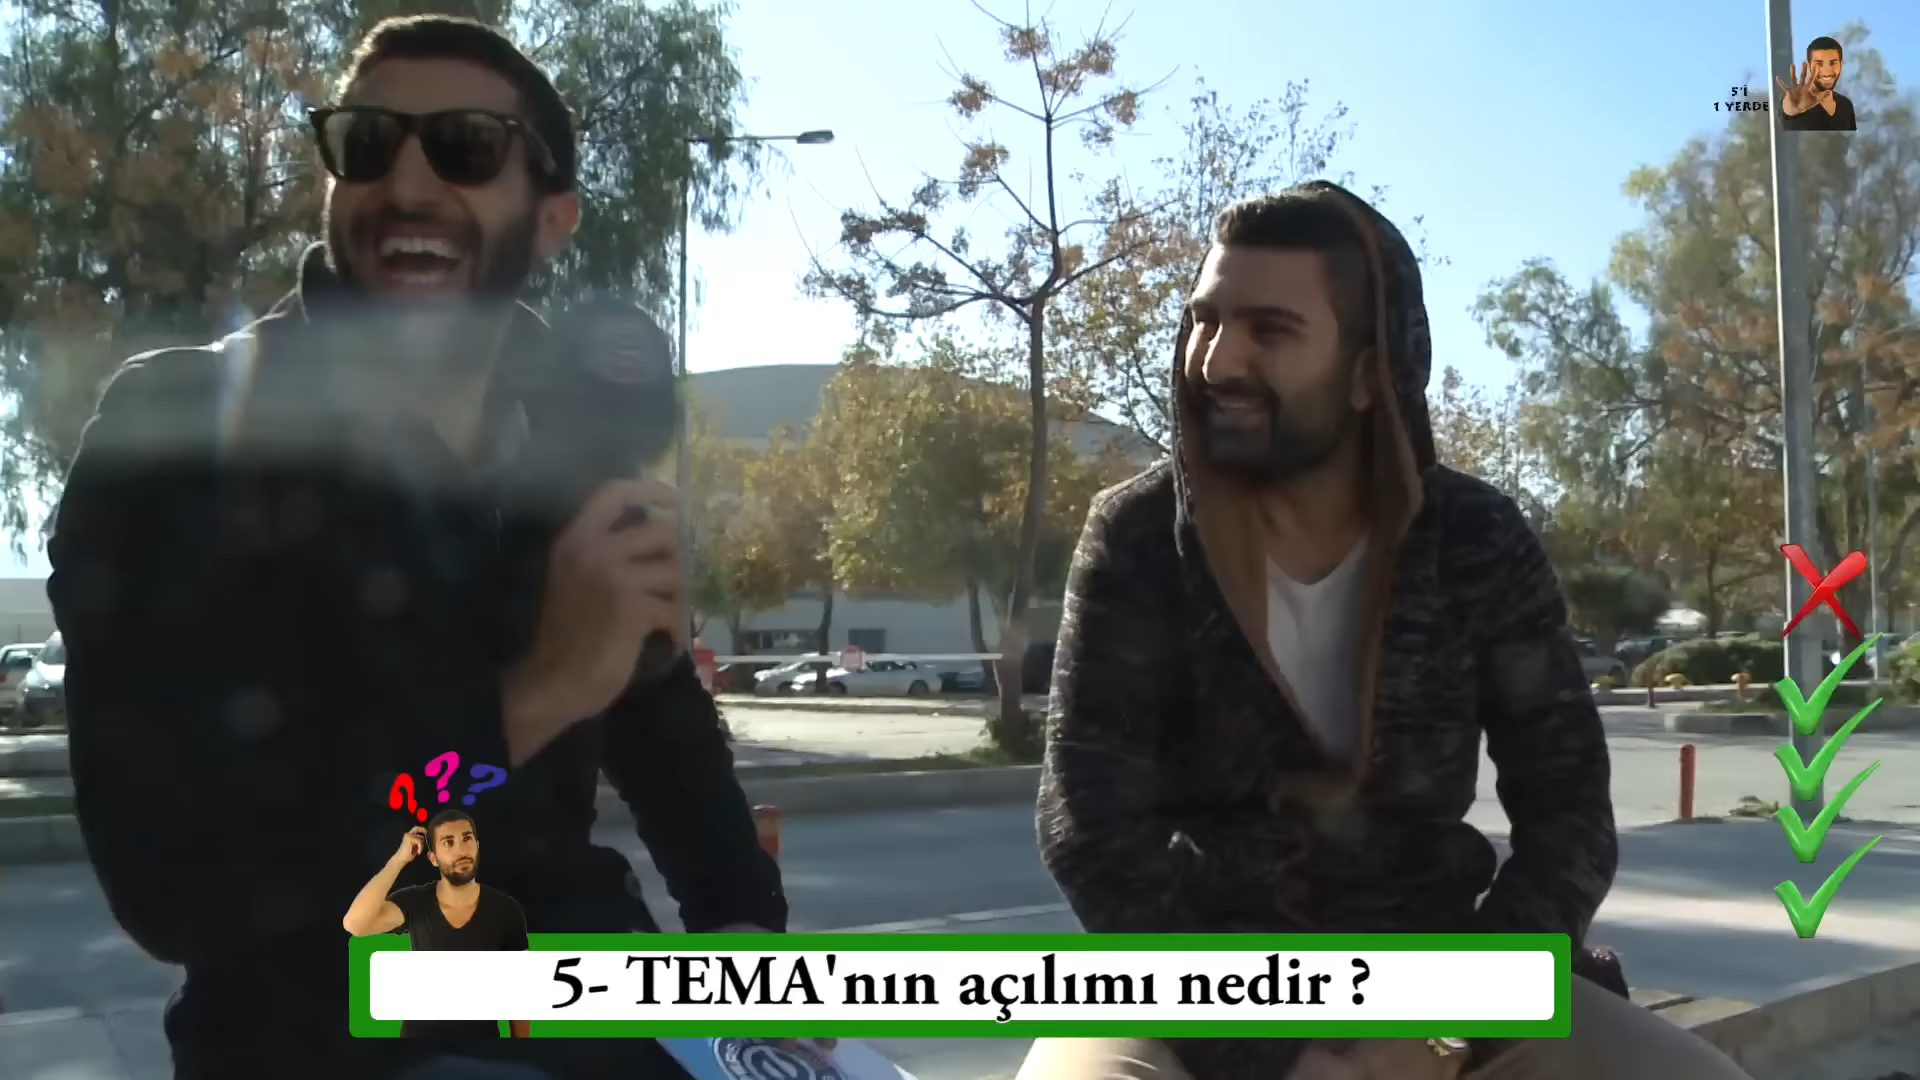 5'İ
1 YERDE
5- TEMA'nın açılımı nedir ?